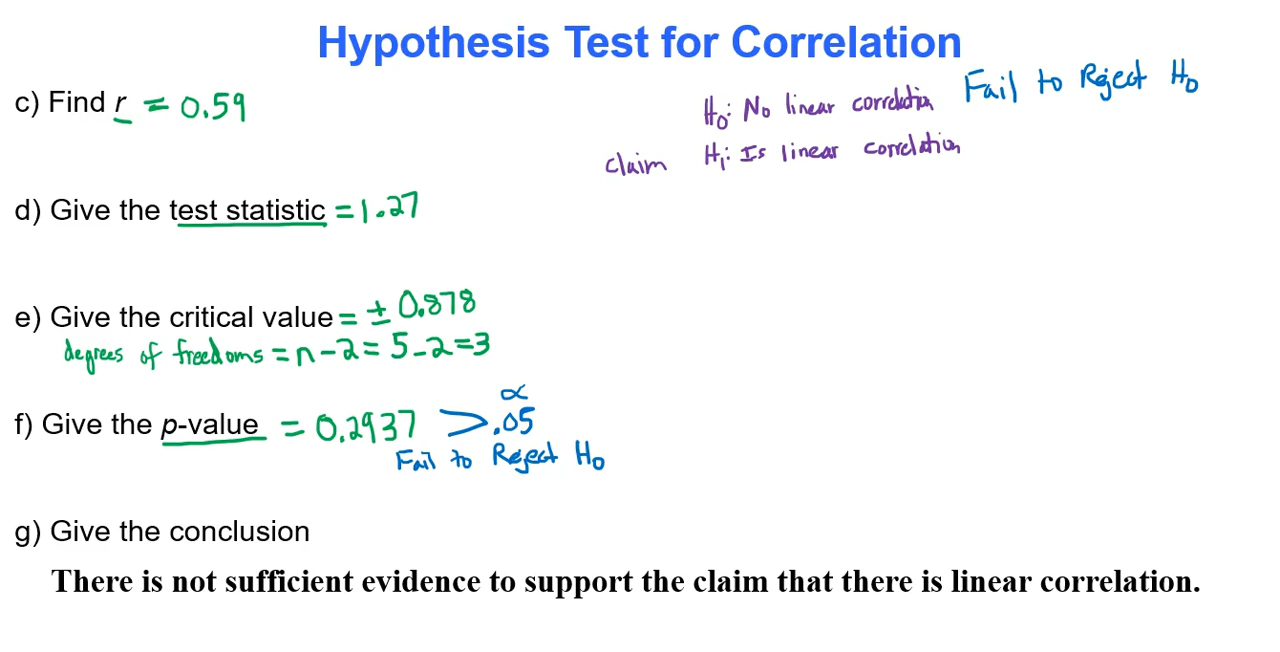 Hypothesis Test for Correlation
c) Find r = 0.59
H₀: No linear correlation Fail to Reject H₀
claim H₁: Is linear correlation
d) Give the test statistic = 1.27
e) Give the critical value = ± 0.878
degrees of freedoms = n - 2 = 5 - 2 = 3
α
f) Give the p-value = 0.2937 > .05
Fail to Reject H₀
g) Give the conclusion
There is not sufficient evidence to support the claim that there is linear correlation.